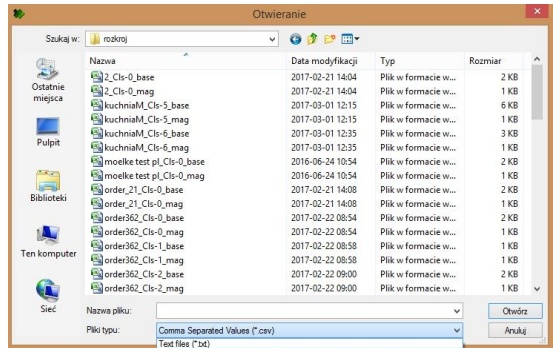 Otwieranie
Szukaj w: rozkroj
Nazwa Data modyfikacji Typ Rozmiar
2_Cls-0_base 2017-02-21 14:04 Plik w formacie w... 2 KB
2_Cls-0_mag 2017-02-21 14:04 Plik w formacie w... 1 KB
kuchniaM_Cls-5_base 2017-03-01 12:15 Plik w formacie w... 6 KB
kuchniaM_Cls-5_mag 2017-03-01 12:15 Plik w formacie w... 1 KB
kuchniaM_Cls-6_base 2017-03-01 12:35 Plik w formacie w... 3 KB
kuchniaM_Cls-6_mag 2017-03-01 12:35 Plik w formacie w... 1 KB
moelke test pl_Cls-0_base 2016-06-24 10:54 Plik w formacie w... 2 KB
moelke test pl_Cls-0_mag 2016-06-24 10:54 Plik w formacie w... 1 KB
order_21_Cls-0_base 2017-02-21 14:08 Plik w formacie w... 2 KB
order_21_Cls-0_mag 2017-02-21 14:08 Plik w formacie w... 1 KB
order362_Cls-0_base 2017-02-22 08:54 Plik w formacie w... 2 KB
order362_Cls-0_mag 2017-02-22 08:54 Plik w formacie w... 1 KB
order362_Cls-1_base 2017-02-22 08:58 Plik w formacie w... 1 KB
order362_Cls-1_mag 2017-02-22 08:58 Plik w formacie w... 1 KB
order362_Cls-2_base 2017-02-22 09:00 Plik w formacie w... 2 KB
order362_Cls-2_mag 2017-02-22 09:00 Plik w formacie w... 1 KB
Ostatnie
miejsca
Pulpit
Biblioteki
Ten komputer
Sieć
Nazwa pliku: Otwórz
Pliki typu: Comma Separated Values (*.csv) Anuluj
Text files (*.txt)